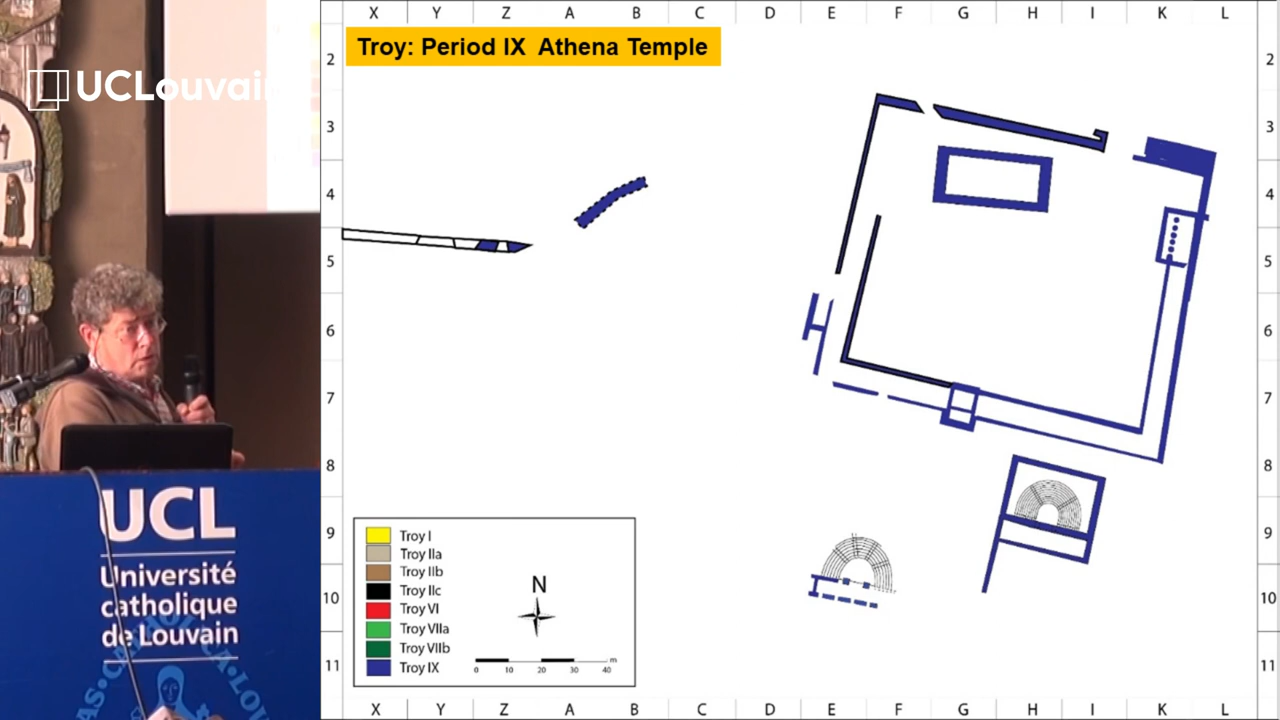 UCLouvain
UCL
Université
catholique
de Louvain
X Y Z A B C D E F G H I K L
Troy: Period IX Athena Temple
2 2
3 3
4 4
5 5
6 6
7 7
8 8
9 9
10 10
11 11
Troy I
Troy IIa
Troy IIb
Troy IIc
Troy VI
Troy VIIa
Troy VIIb
Troy IX
N
m
0 10 20 30 40
X Y Z A B C D E F G H I K L